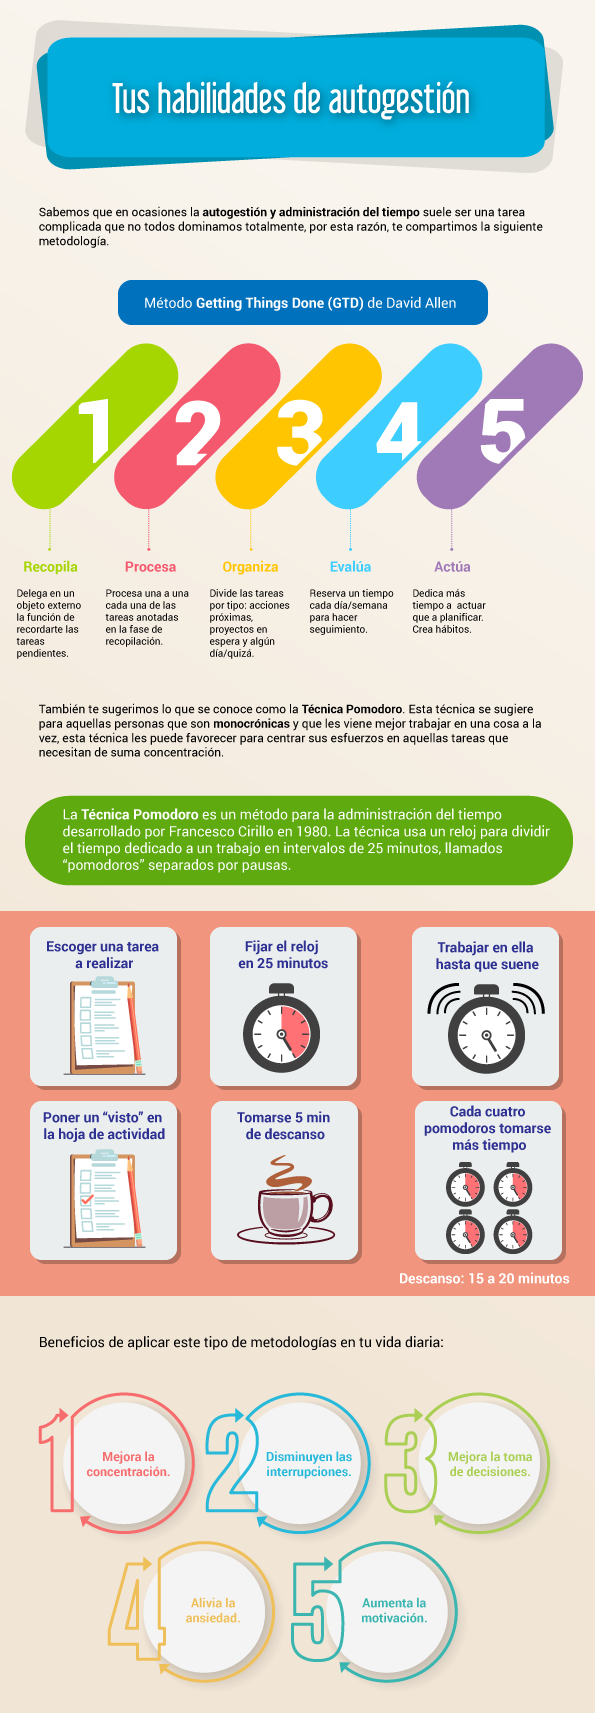 Tus habilidades de autogestión
Sabemos que en ocasiones la autogestión y administración del tiempo suele ser una tarea
complicada que no todos dominamos totalmente, por esta razón, te compartimos la siguiente
metodología.
Método Getting Things Done (GTD) de David Allen
1
2
3
4
5
Recopila
Delega en un
objeto externo
la función de
recordarte las
tareas
pendientes.
Procesa
Procesa una a una
cada una de las
tareas anotadas
en la fase de
recopilación.
Organiza
Divide las tareas
por tipo: acciones
próximas,
proyectos en
espera y algún
día/quizá.
Evalúa
Reserva un tiempo
cada día/semana
para hacer
seguimiento.
Actúa
Dedica más
tiempo a actuar
que a planificar.
Crea hábitos.
También te sugerimos lo que se conoce como la Técnica Pomodoro. Esta técnica se sugiere
para aquellas personas que son monocrónicas y que les viene mejor trabajar en una cosa a la
vez, esta técnica les puede favorecer para centrar sus esfuerzos en aquellas tareas que
necesitan de suma concentración.
La Técnica Pomodoro es un método para la administración del tiempo
desarrollado por Francesco Cirillo en 1980. La técnica usa un reloj para dividir
el tiempo dedicado a un trabajo en intervalos de 25 minutos, llamados
“pomodoros” separados por pausas.
Escoger una tarea
a realizar
Fijar el reloj
en 25 minutos
Trabajar en ella
hasta que suene
Poner un “visto” en
la hoja de actividad
Tomarse 5 min
de descanso
Cada cuatro
pomodoros tomarse
más tiempo
Descanso: 15 a 20 minutos
Beneficios de aplicar este tipo de metodologías en tu vida diaria:
1
Mejora la
concentración.
2
Disminuyen las
interrupciones.
3
Mejora la toma
de decisiones.
4
Alivia la
ansiedad.
5
Aumenta la
motivación.